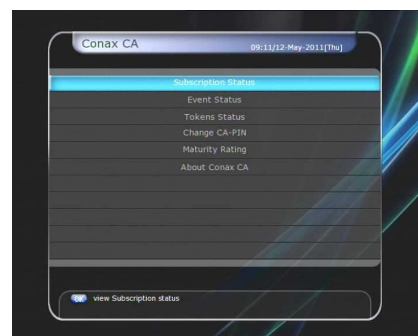 Conax CA
09:11/12-May-2011[Thu]
Subscription Status
Event Status
Tokens Status
Change CA-PIN
Maturity Rating
About Conax CA
OK view Subscription status